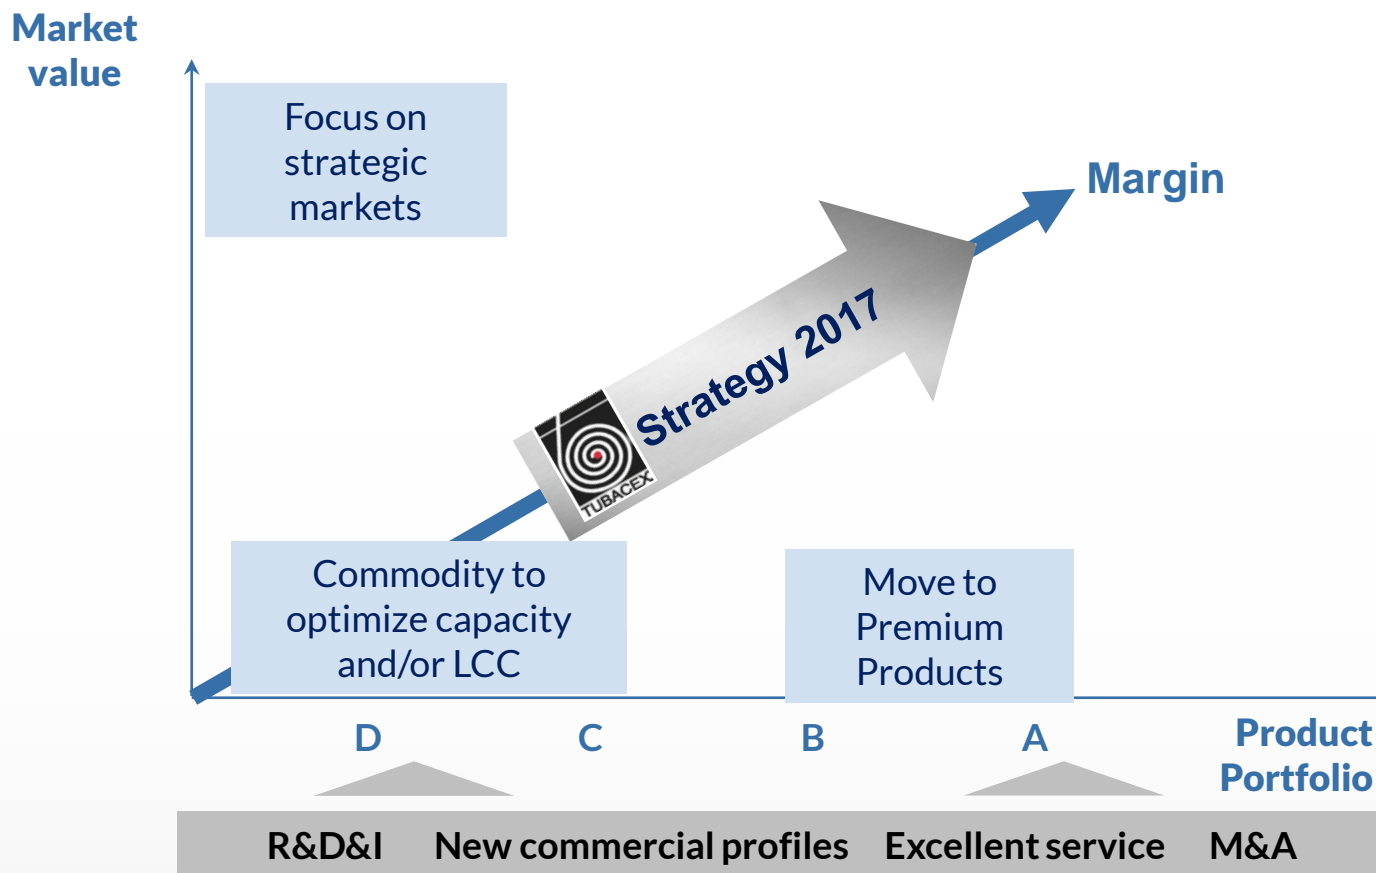 Market
value
Focus on
strategic
markets
Margin
Strategy 2017
TUBACEX
Commodity to
optimize capacity
and/or LCC
Move to
Premium
Products
D C B A
Product
Portfolio
R&D&I New commercial profiles Excellent service M&A